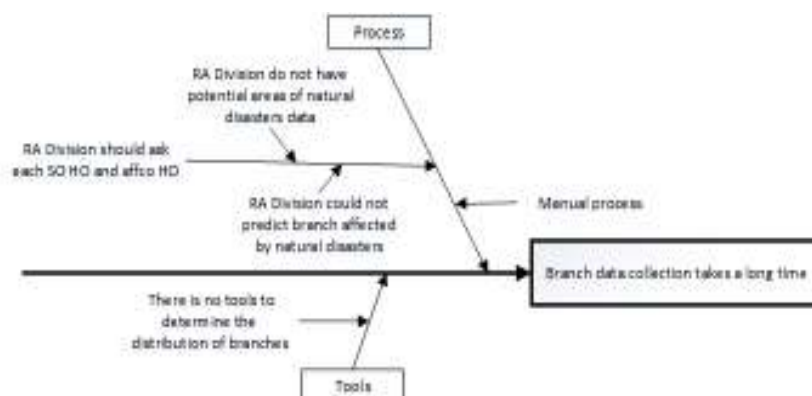 Process
RA Division do not have
potential areas of natural
disasters data
RA Division should ask
each SO HO and affco HO
RA Division could not
predict branch affected
by natural disasters
Manual process
Branch data collection takes a long time
There is no tools to
determine the
distribution of branches
Tools